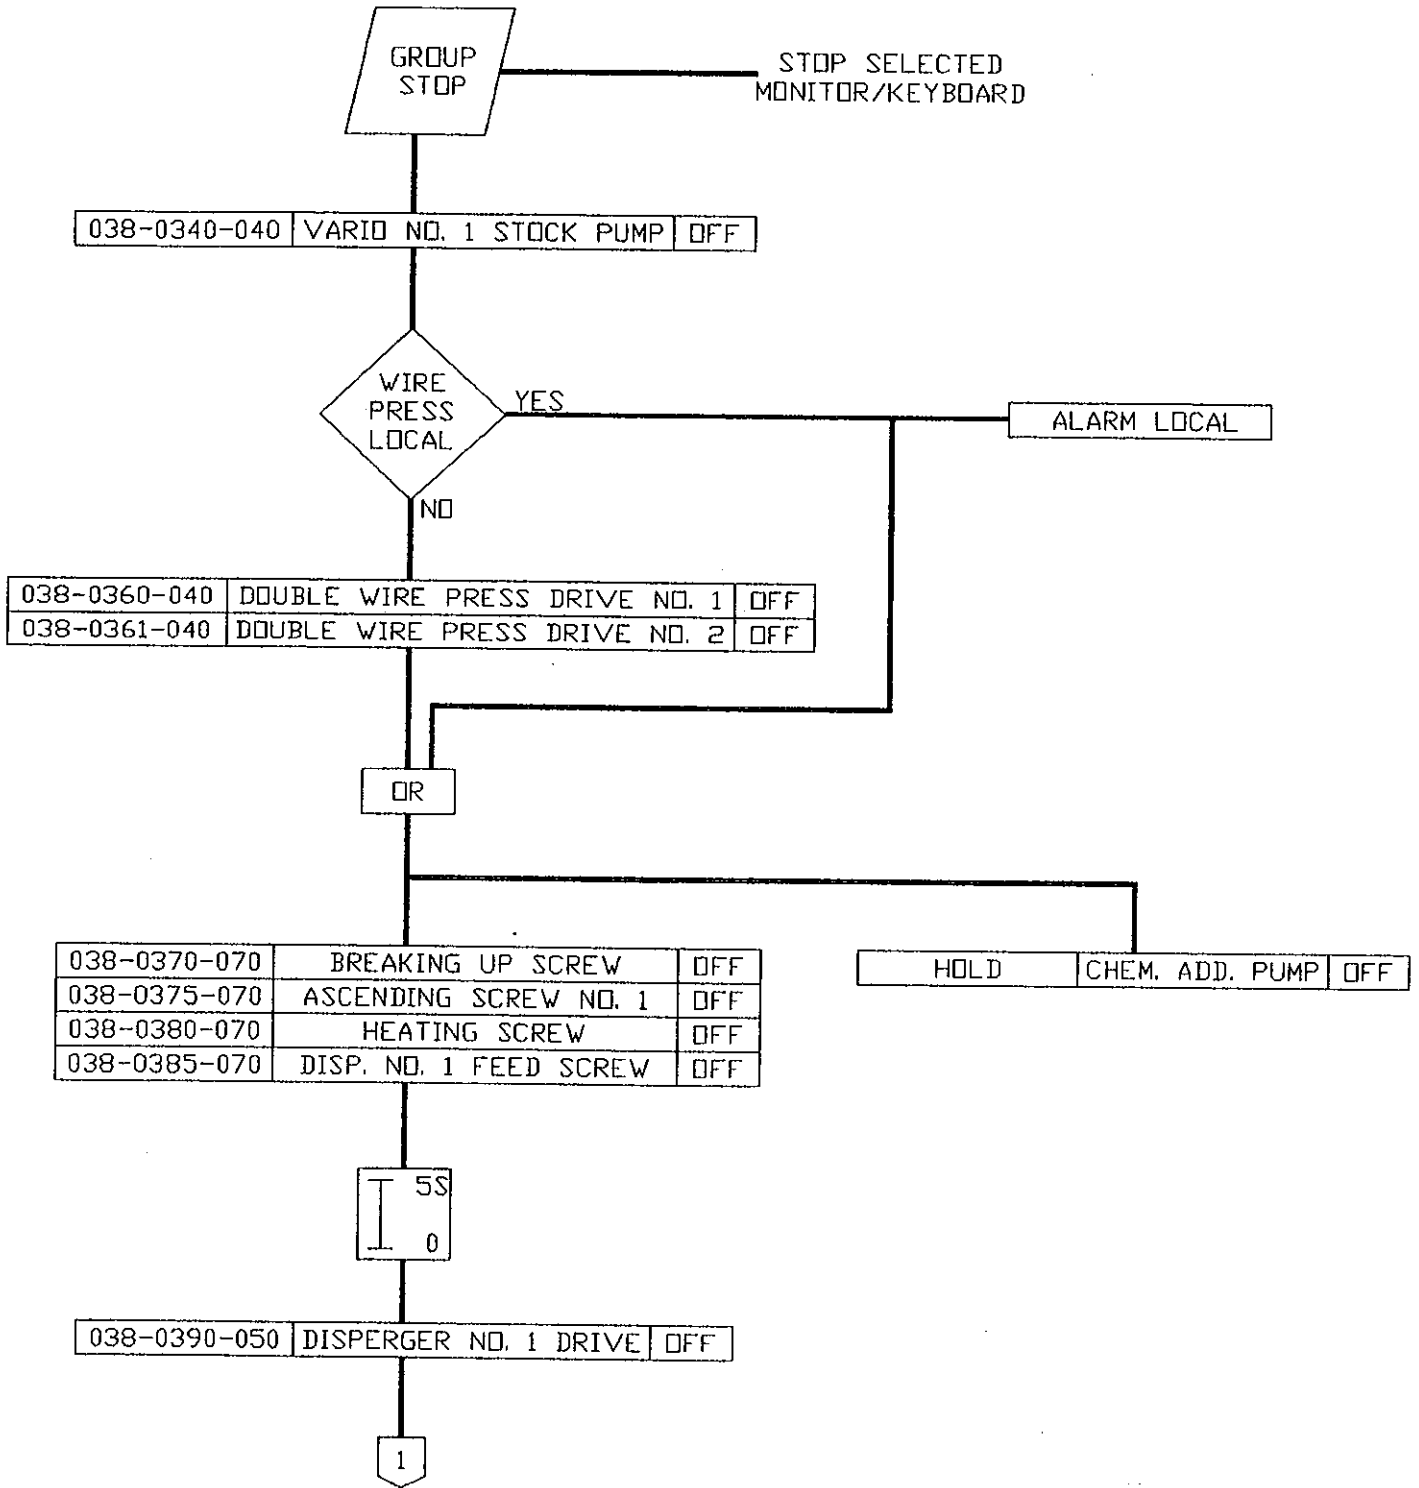 GROUP
STOP
STOP SELECTED
MONITOR/KEYBOARD
038-0340-040 VARIO NO. 1 STOCK PUMP OFF
WIRE
PRESS
LOCAL
YES
ALARM LOCAL
NO
038-0360-040 DOUBLE WIRE PRESS DRIVE NO. 1 OFF
038-0361-040 DOUBLE WIRE PRESS DRIVE NO. 2 OFF
OR
038-0370-070 BREAKING UP SCREW OFF
038-0375-070 ASCENDING SCREW NO. 1 OFF
038-0380-070 HEATING SCREW OFF
038-0385-070 DISP. NO. 1 FEED SCREW OFF
HOLD CHEM. ADD. PUMP OFF
5S
0
038-0390-050 DISPERGER NO. 1 DRIVE OFF
1